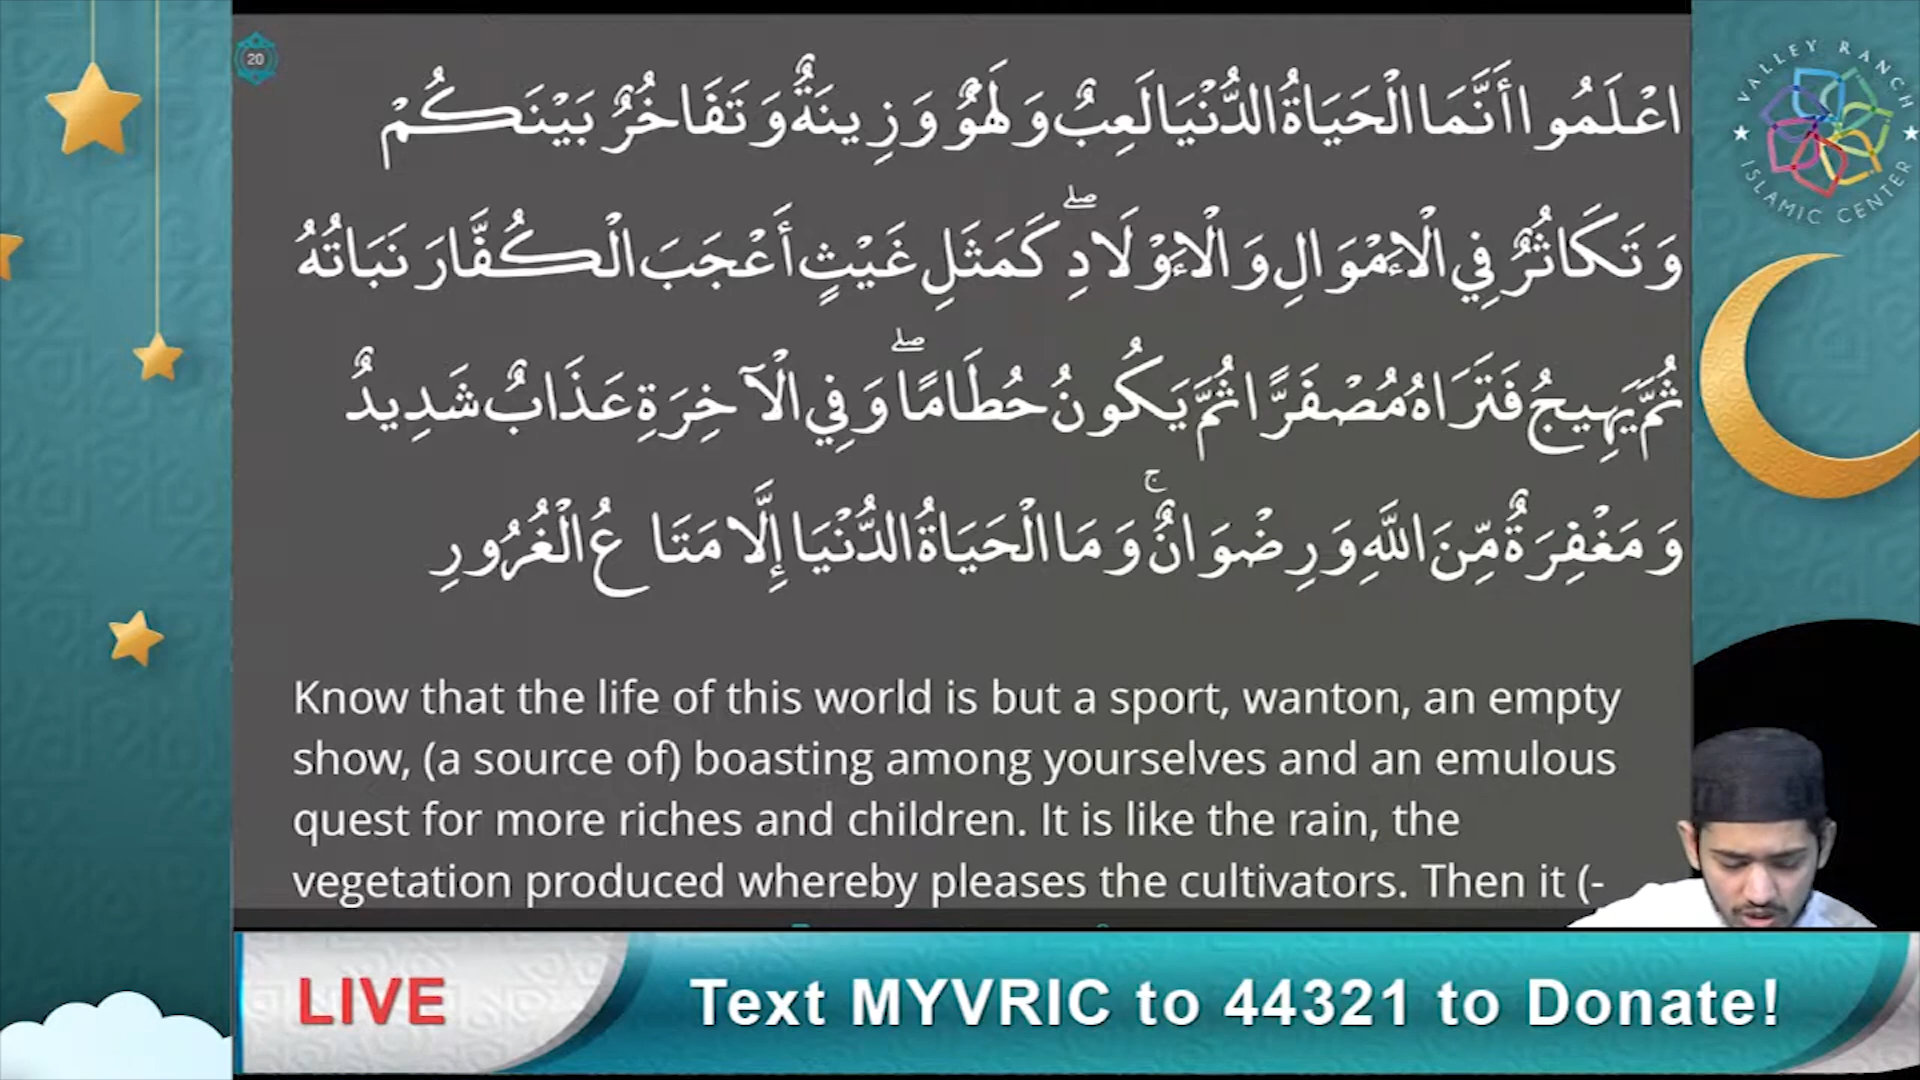 20
اعْلَمُوا أَنَّمَا الْحَيَاةُ الدُّنْيَا لَعِبٌ وَلَهْوٌ وَزِينَةٌ وَتَفَاخُرٌ بَيْنَكُمْ
وَتَكَاثُرٌ فِي الْأَمْوَالِ وَالْأَوْلَادِ ۖ كَمَثَلِ غَيْثٍ أَعْجَبَ الْكُفَّارَ نَبَاتُهُ
ثُمَّ يَهِيجُ فَتَرَاهُ مُصْفَرًّا ثُمَّ يَكُونُ حُطَامًا ۖ وَفِي الْآخِرَةِ عَذَابٌ شَدِيدٌ
وَمَغْفِرَةٌ مِّنَ اللَّهِ وَرِضْوَانٌ ۚ وَمَا الْحَيَاةُ الدُّنْيَا إِلَّا مَتَاعُ الْغُرُورِ
Know that the life of this world is but a sport, wanton, an empty
show, (a source of) boasting among yourselves and an emulous
quest for more riches and children. It is like the rain, the
vegetation produced whereby pleases the cultivators. Then it (-
VALLEY RANCH
ISLAMIC CENTER
LIVE
Text MYVRIC to 44321 to Donate!